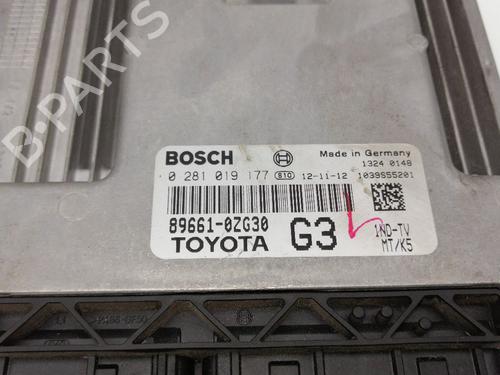 B-PARTS
BOSCH Made in Germany
1324 0148
0 281 019 177 610 12-11-12 1039S55201
89661-0ZG30
TOYOTA G3 1ND-TV
MT/K5